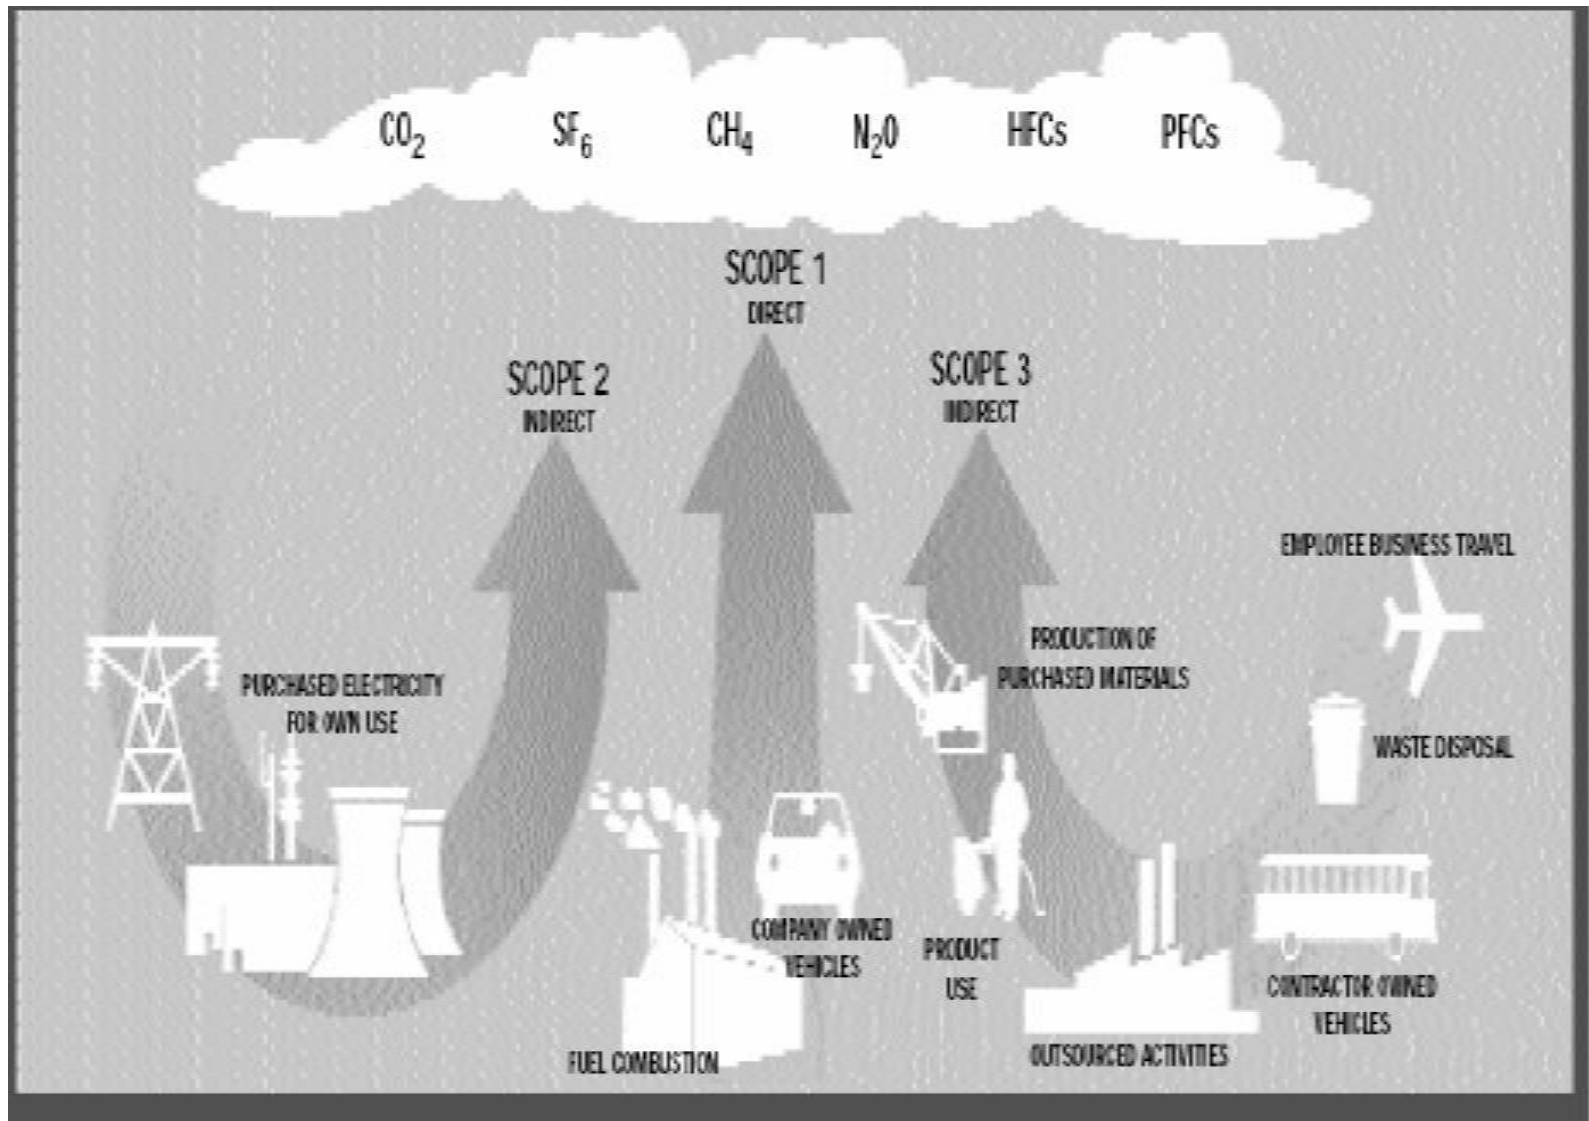 CO₂ SF₆ CH₄ N₂O HFCs PFCs
SCOPE 1
DIRECT
SCOPE 2
INDIRECT
SCOPE 3
INDIRECT
EMPLOYEE BUSINESS TRAVEL
PRODUCTION OF
PURCHASED MATERIALS
PURCHASED ELECTRICITY
FOR OWN USE
WASTE DISPOSAL
COMPANY OWNED
VEHICLES
PRODUCT
USE
CONTRACTOR OWNED
VEHICLES
FUEL COMBUSTION
OUTSOURCED ACTIVITIES